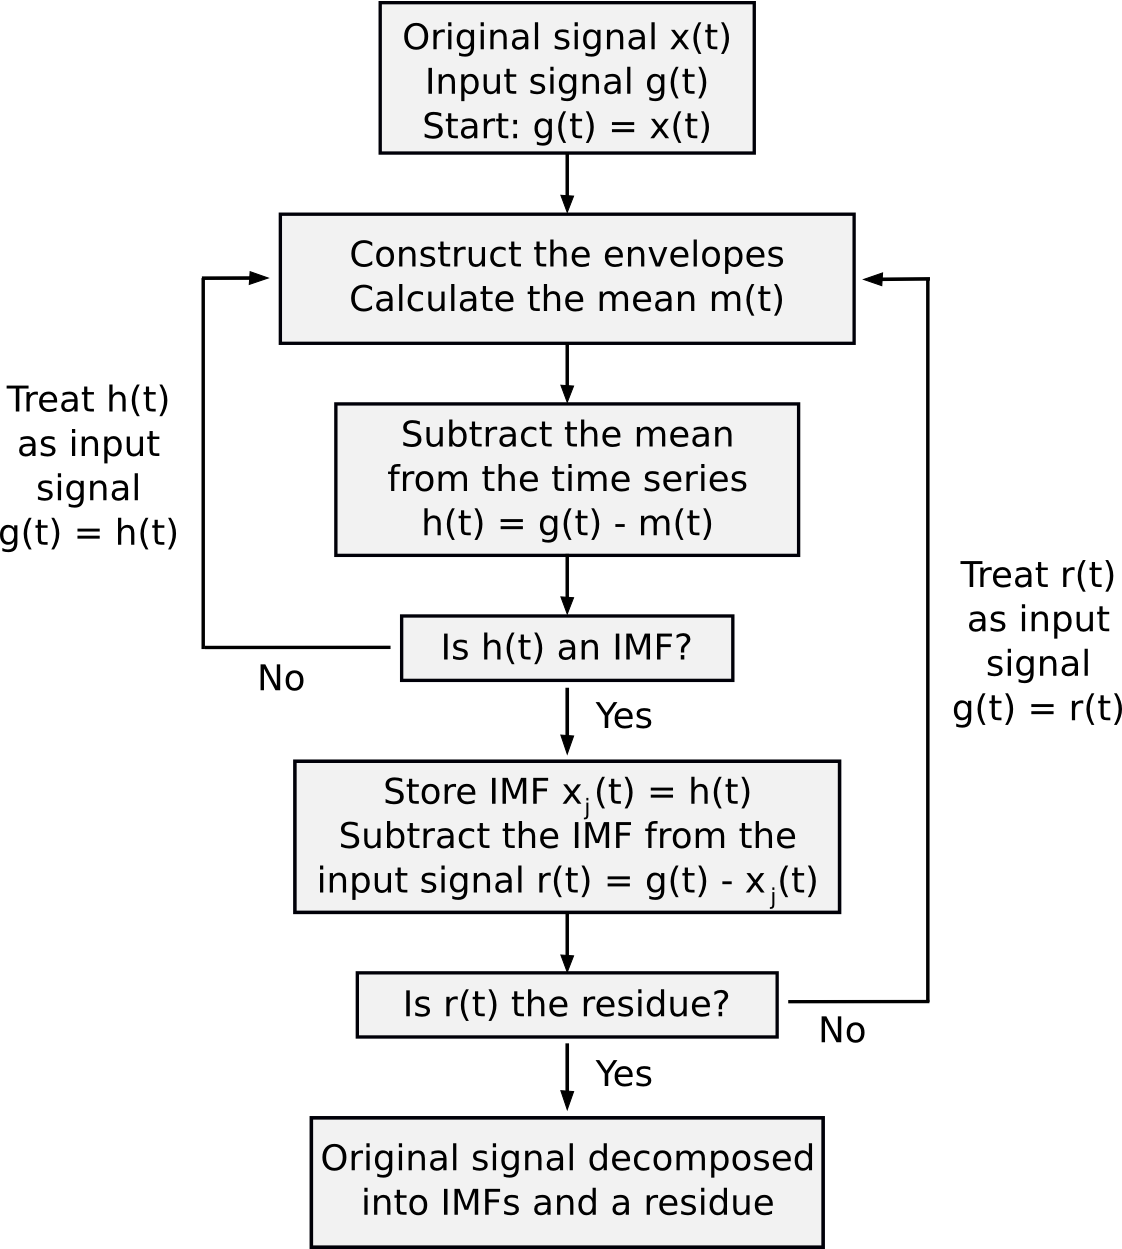 Original signal x(t)
Input signal g(t)
Start: g(t) = x(t)
Construct the envelopes
Calculate the mean m(t)
Treat h(t)
as input
signal
g(t) = h(t)
Subtract the mean
from the time series
h(t) = g(t) - m(t)
Is h(t) an IMF?
No
Yes
Treat r(t)
as input
signal
g(t) = r(t)
Store IMF xj(t) = h(t)
Subtract the IMF from the
input signal r(t) = g(t) - xj(t)
Is r(t) the residue?
No
Yes
Original signal decomposed
into IMFs and a residue